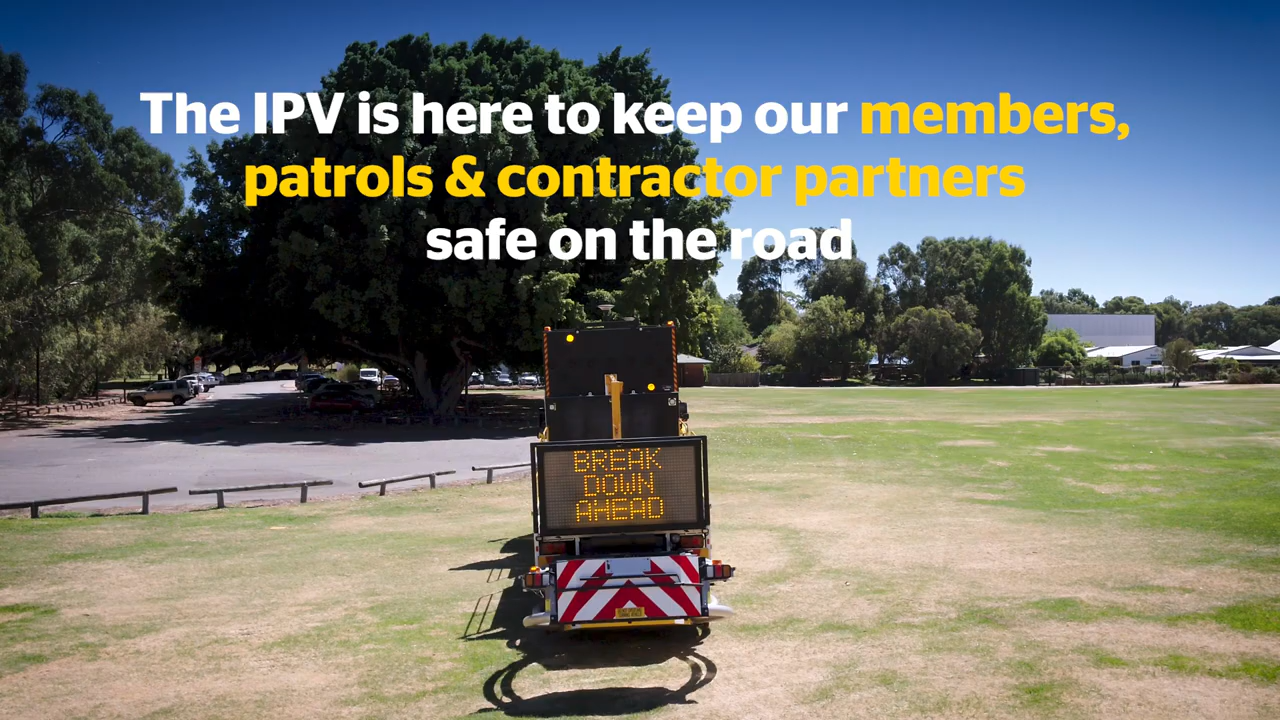 The IPV is here to keep our members,
patrols & contractor partners
safe on the road
BREAK
DOWN
AHEAD